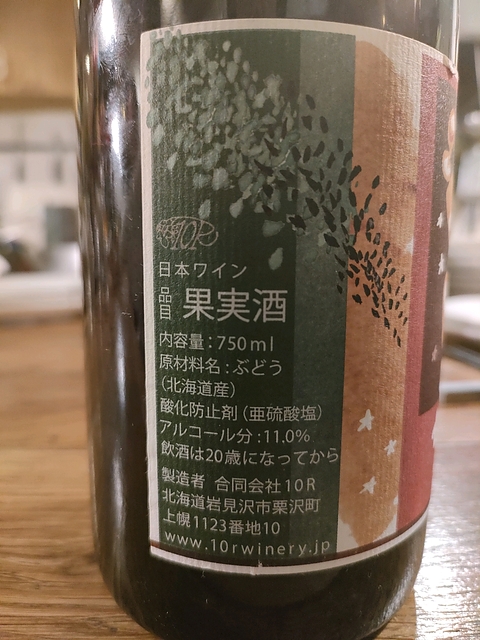 10R
日本ワイン
品目 果実酒
内容量:750ml
原材料名:ぶどう
(北海道産)
酸化防止剤(亜硫酸塩)
アルコール分:11.0%
飲酒は20歳になってから
製造者 合同会社10R
北海道岩見沢市栗沢町
上幌1123番地10
www.10rwinery.jp